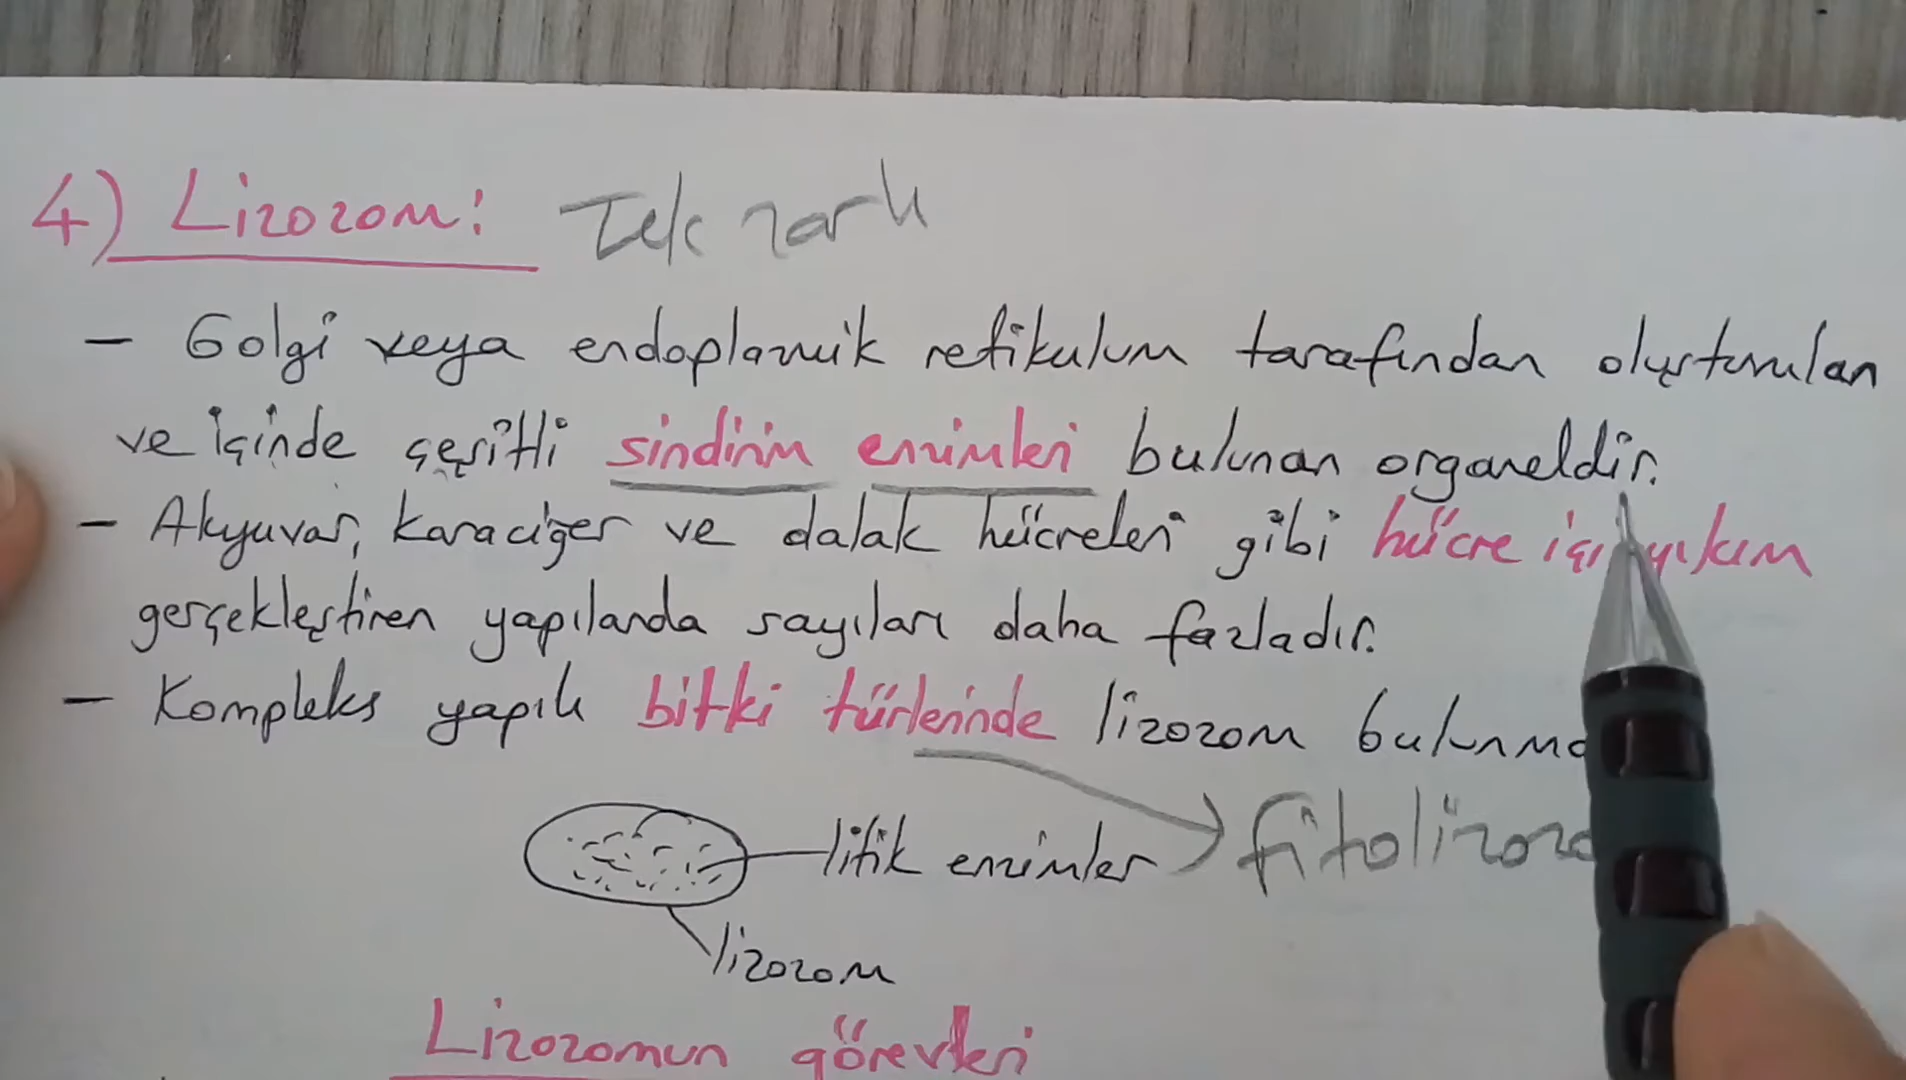 4) Lizozom: Tek zarlı
- Golgi veya endoplazmik retikulum tarafından oluşturulan
ve içinde çeşitli sindirim enzimleri bulunan organeldir.
- Akyuvar, karaciğer ve dalak hücreleri gibi hücre içi yıkım
gerçekleştiren yapılarda sayıları daha fazladır.
- Kompleks yapılı bitki türlerinde lizozom
litik enzimler
lizozom
Lizozomun görevleri